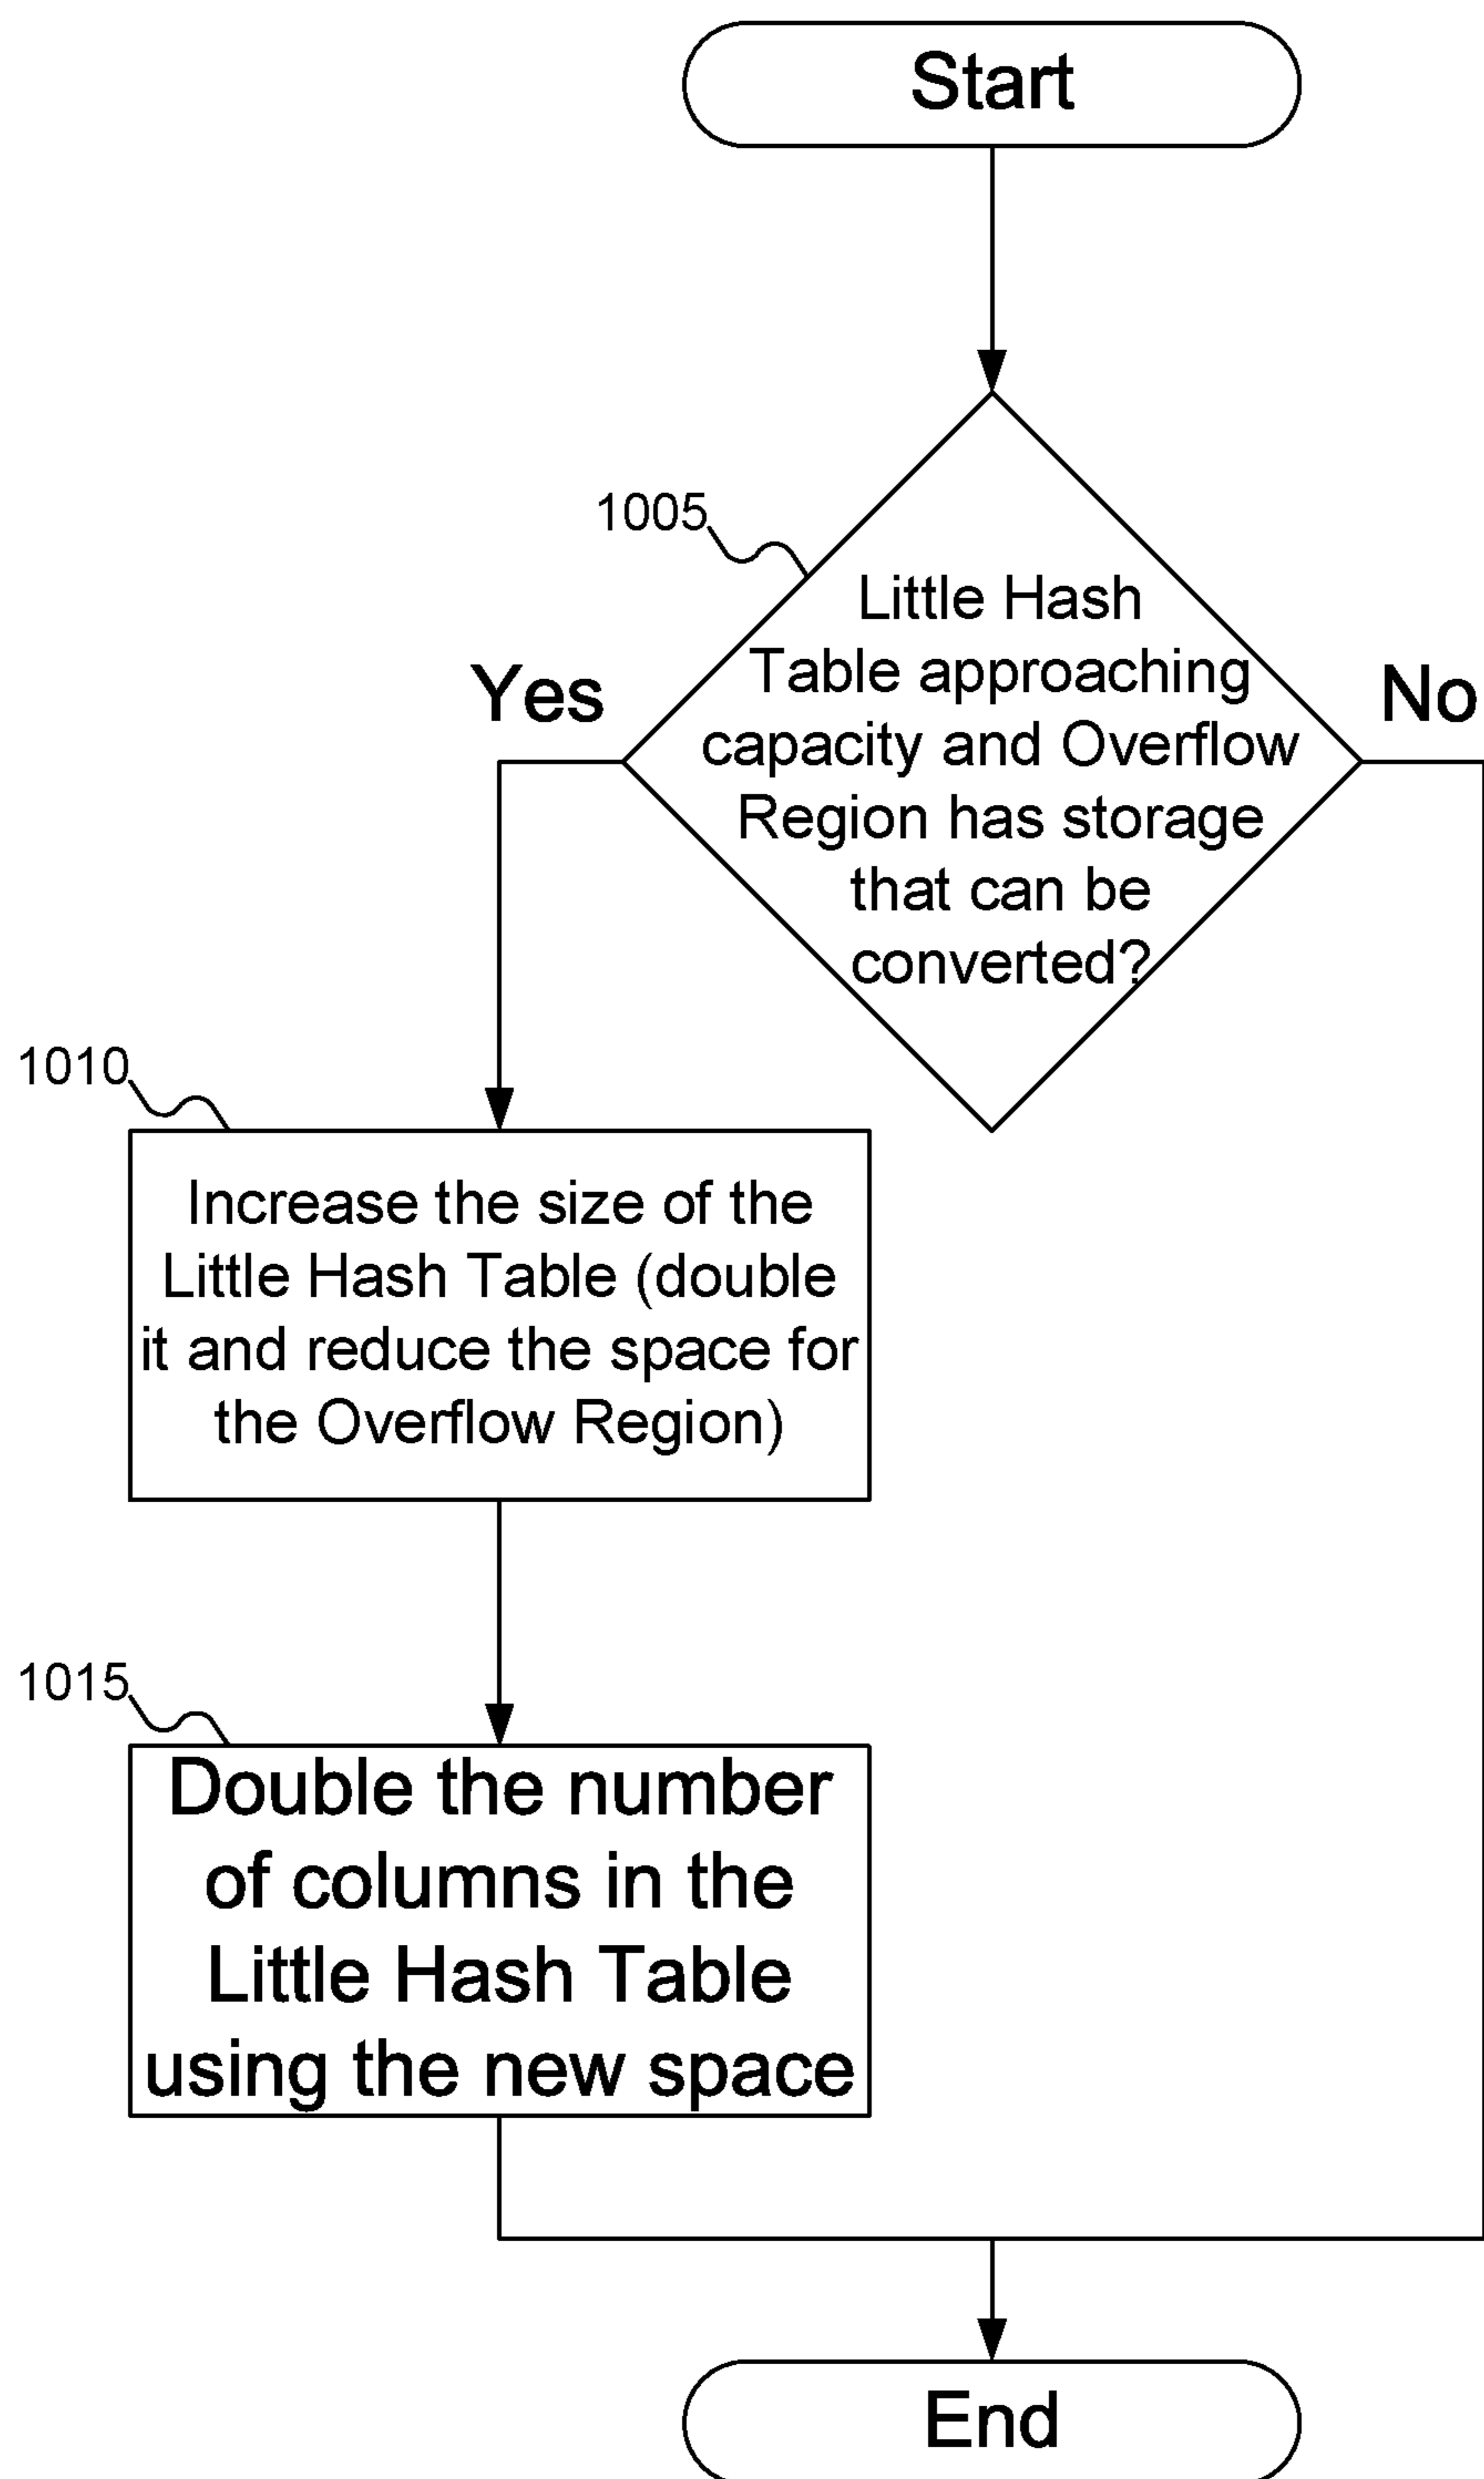 Start
1005
Little Hash
Table approaching
capacity and Overflow
Region has storage
that can be
converted?
Yes
No
1010
Increase the size of the
Little Hash Table (double
it and reduce the space for
the Overflow Region)
1015
Double the number
of columns in the
Little Hash Table
using the new space
End